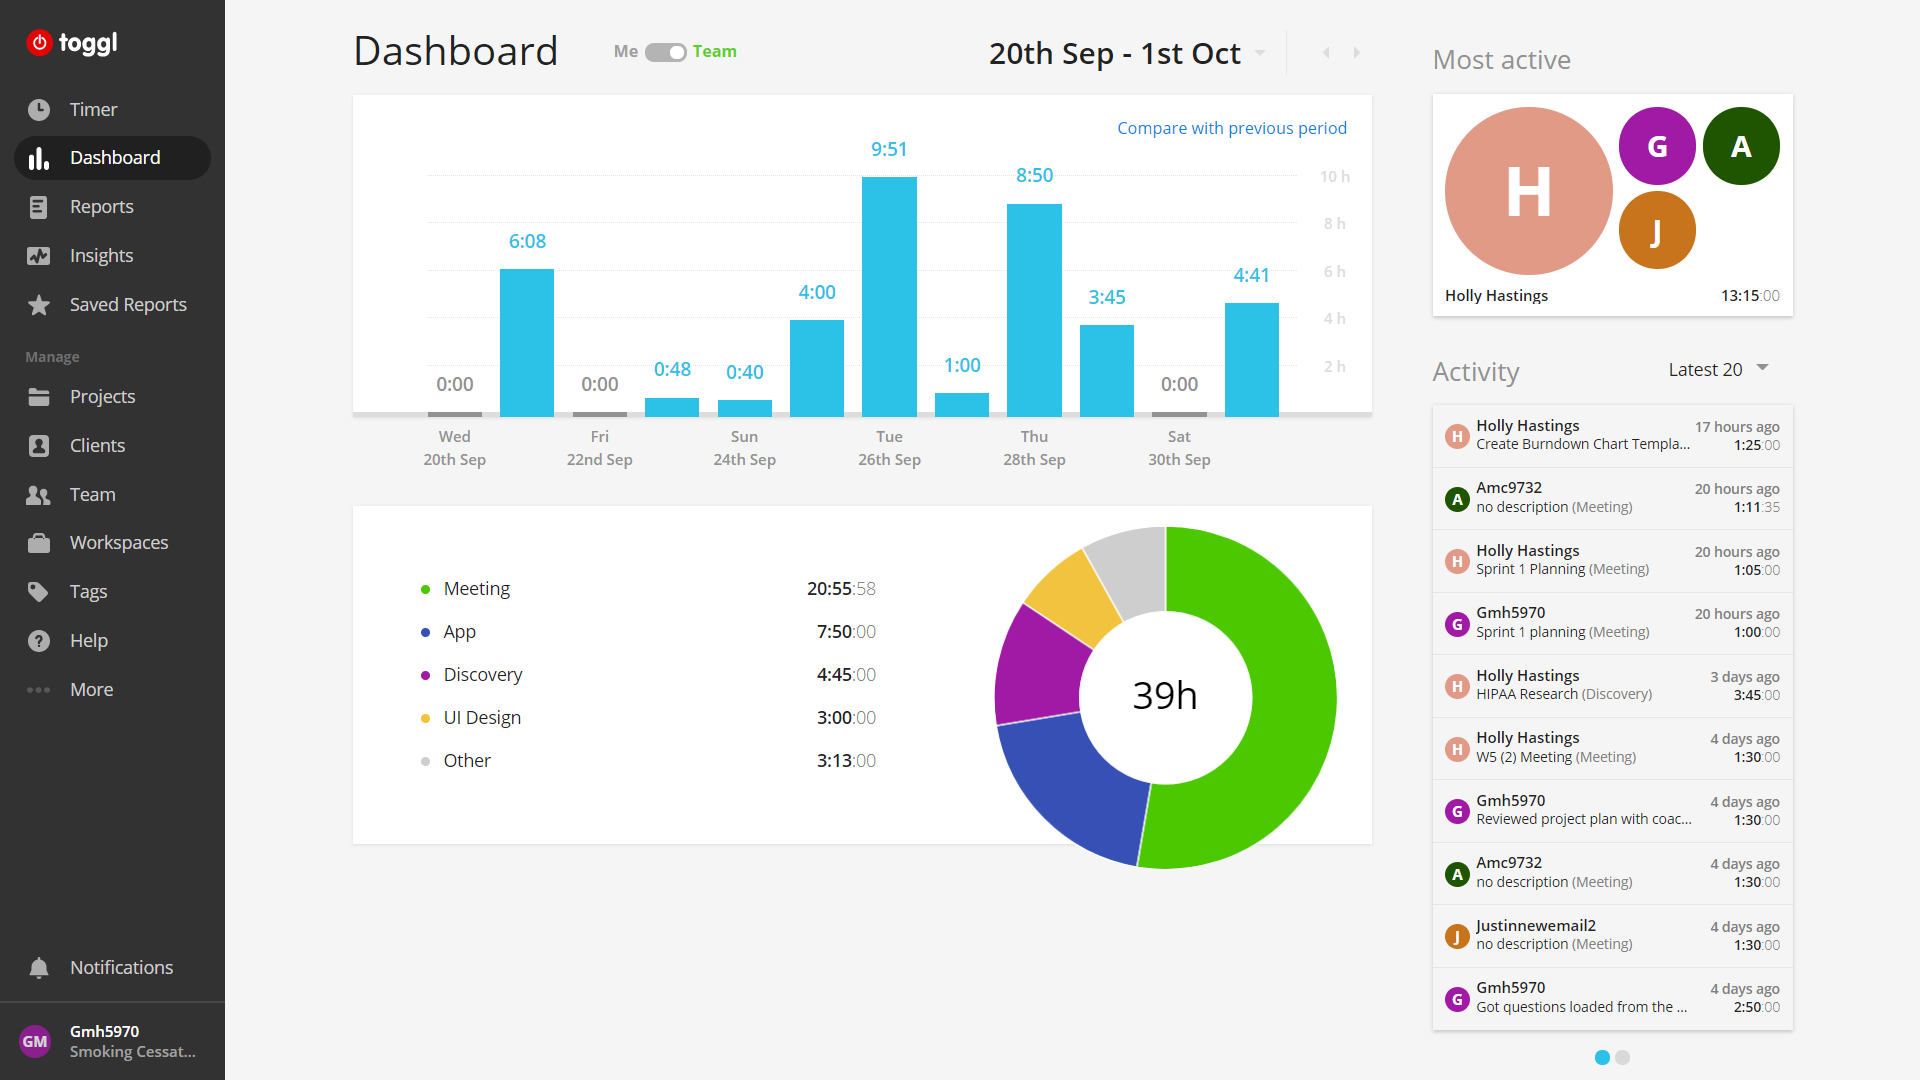 toggl
Timer
Dashboard
Reports
Insights
Saved Reports
Manage
Projects
Clients
Team
Workspaces
Tags
Help
More
Notifications
GM
Gmh5970
Smoking Cessat...
Dashboard
Me Team
20th Sep - 1st Oct
Compare with previous period
10 h
8 h
6 h
4 h
2 h
0:00
6:08
0:00
0:48
0:40
4:00
9:51
1:00
8:50
3:45
0:00
4:41
Wed
20th Sep
Fri
22nd Sep
Sun
24th Sep
Tue
26th Sep
Thu
28th Sep
Sat
30th Sep
Meeting 20:55:58
App 7:50:00
Discovery 4:45:00
UI Design 3:00:00
Other 3:13:00
39h
Most active
H
G
A
J
Holly Hastings 13:15:00
Activity
Latest 20
H
Holly Hastings 17 hours ago
Create Burndown Chart Templa... 1:25:00
A
Amc9732 20 hours ago
no description (Meeting) 1:11:35
H
Holly Hastings 20 hours ago
Sprint 1 Planning (Meeting) 1:05:00
G
Gmh5970 20 hours ago
Sprint 1 planning (Meeting) 1:00:00
H
Holly Hastings 3 days ago
HIPAA Research (Discovery) 3:45:00
H
Holly Hastings 4 days ago
W5 (2) Meeting (Meeting) 1:30:00
G
Gmh5970 4 days ago
Reviewed project plan with coac... 1:30:00
A
Amc9732 4 days ago
no description (Meeting) 1:30:00
J
Justinnewemail2 4 days ago
no description (Meeting) 1:30:00
G
Gmh5970 4 days ago
Got questions loaded from the ... 2:50:00